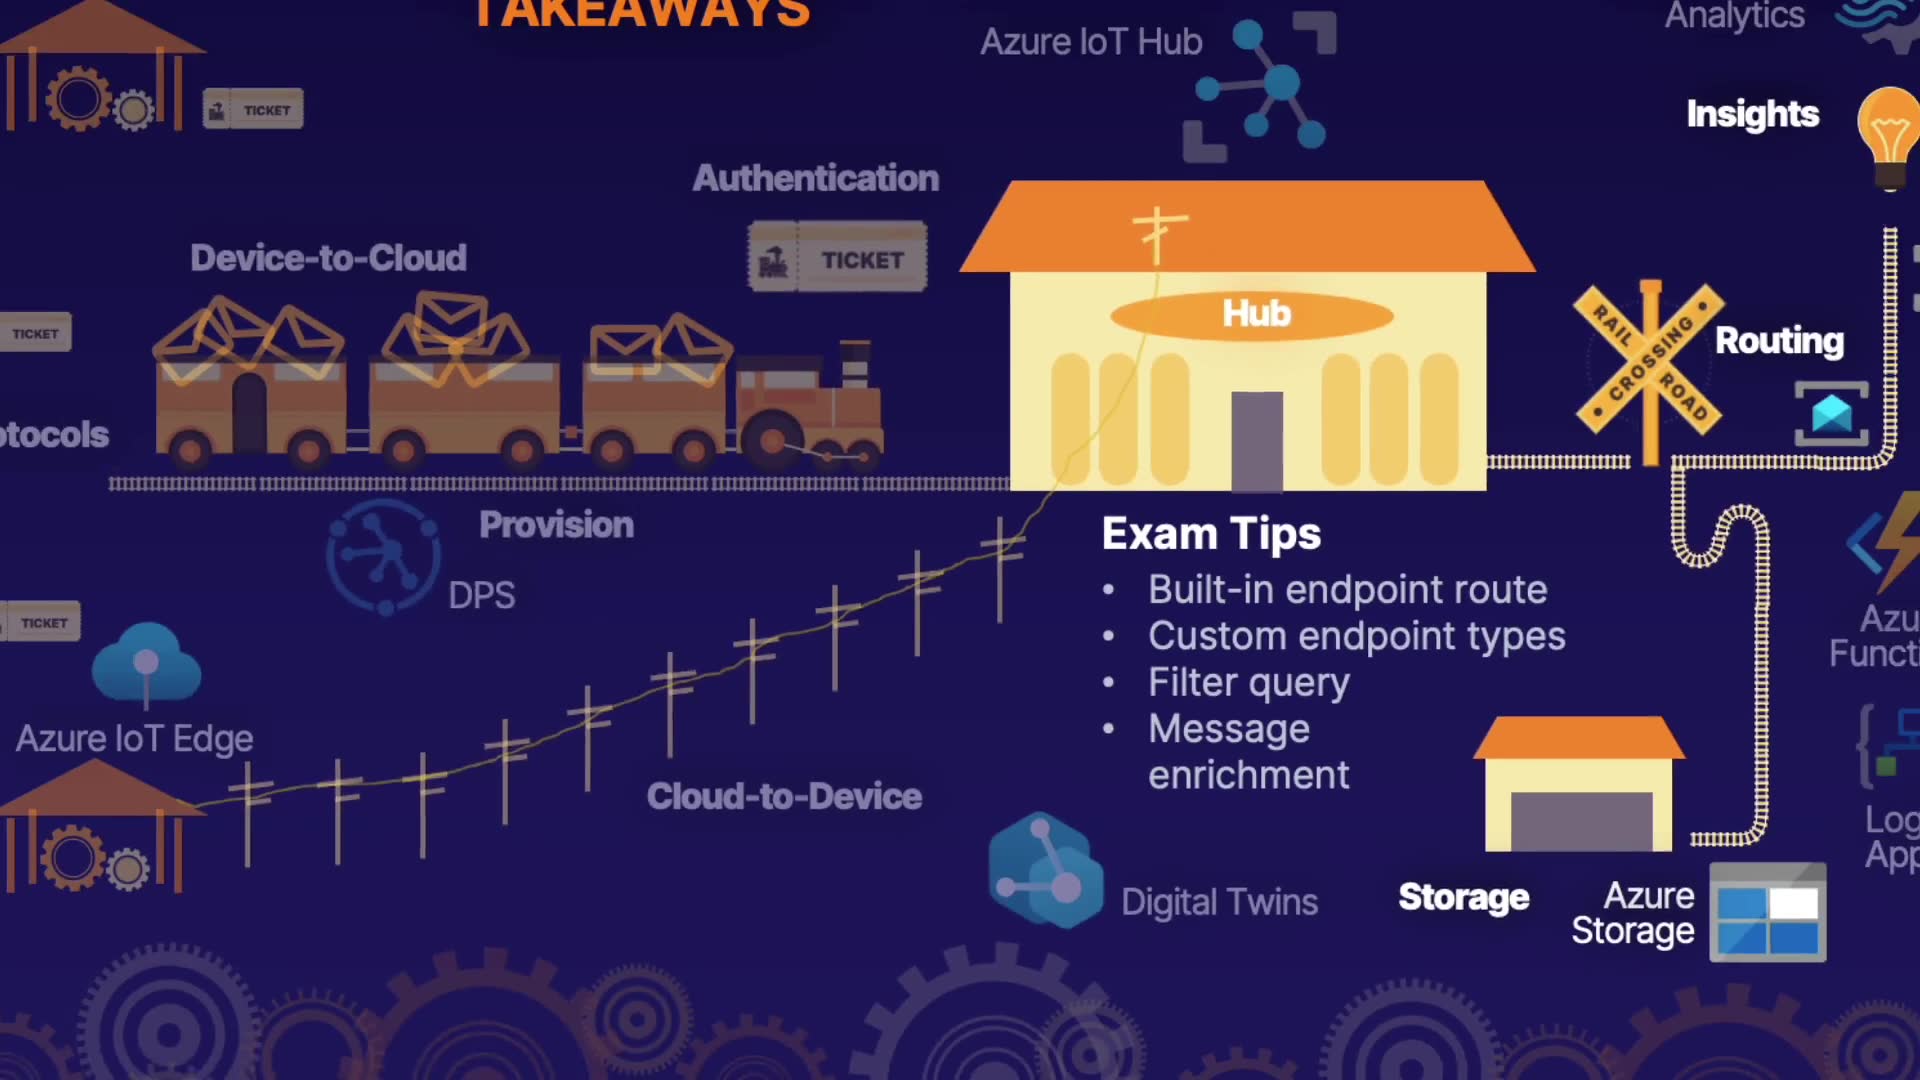 TAKEAWAYS
Azure IoT Hub
Analytics
Insights
TICKET
Authentication
TICKET
Device-to-Cloud
Hub
TICKET
RAIL
CROSSING
ROAD
Routing
tocols
Provision
DPS
Exam Tips
• Built-in endpoint route
• Custom endpoint types
• Filter query
• Message
enrichment
TICKET
Azure IoT Edge
Cloud-to-Device
Azu
Functi
Log
App
Digital Twins
Storage
Azure
Storage